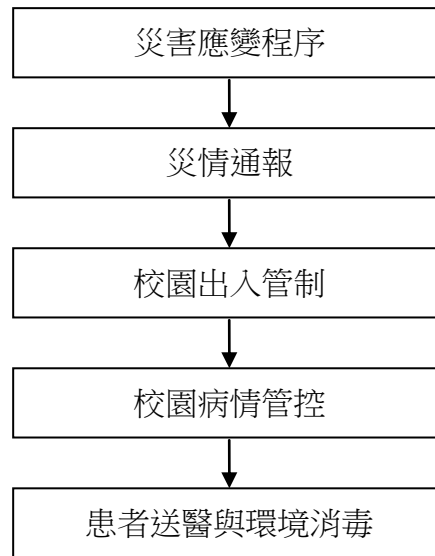 災害應變程序
災情通報
校園出入管制
校園病情管控
患者送醫與環境消毒